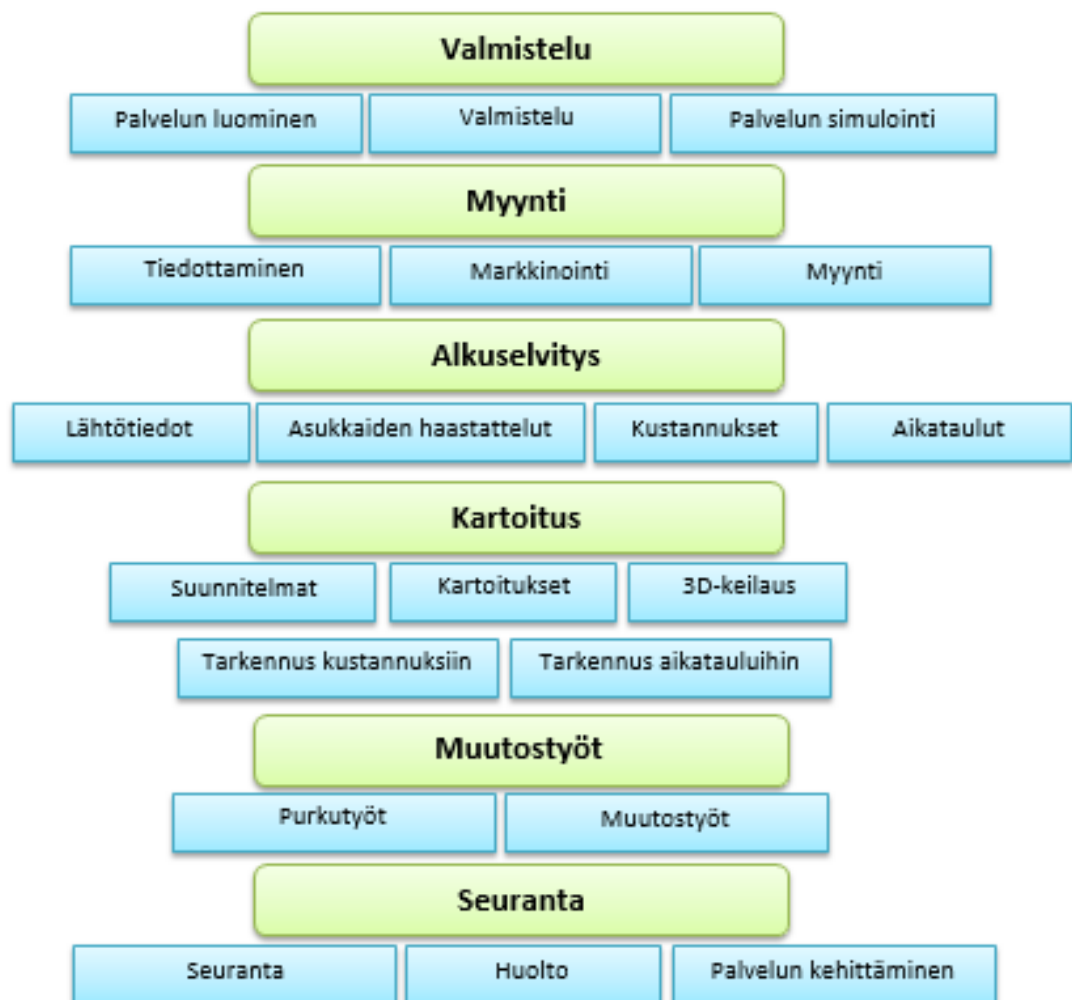 Valmistelu
Palvelun luominen
Valmistelu
Palvelun simulointi
Myynti
Tiedottaminen
Markkinointi
Myynti
Alkuselvitys
Lähtötiedot
Asukkaiden haastattelut
Kustannukset
Aikataulut
Kartoitus
Suunnitelmat
Kartoitukset
3D-keilaus
Tarkennus kustannuksiin
Tarkennus aikatauluihin
Muutostyöt
Purkutyöt
Muutostyöt
Seuranta
Seuranta
Huolto
Palvelun kehittäminen